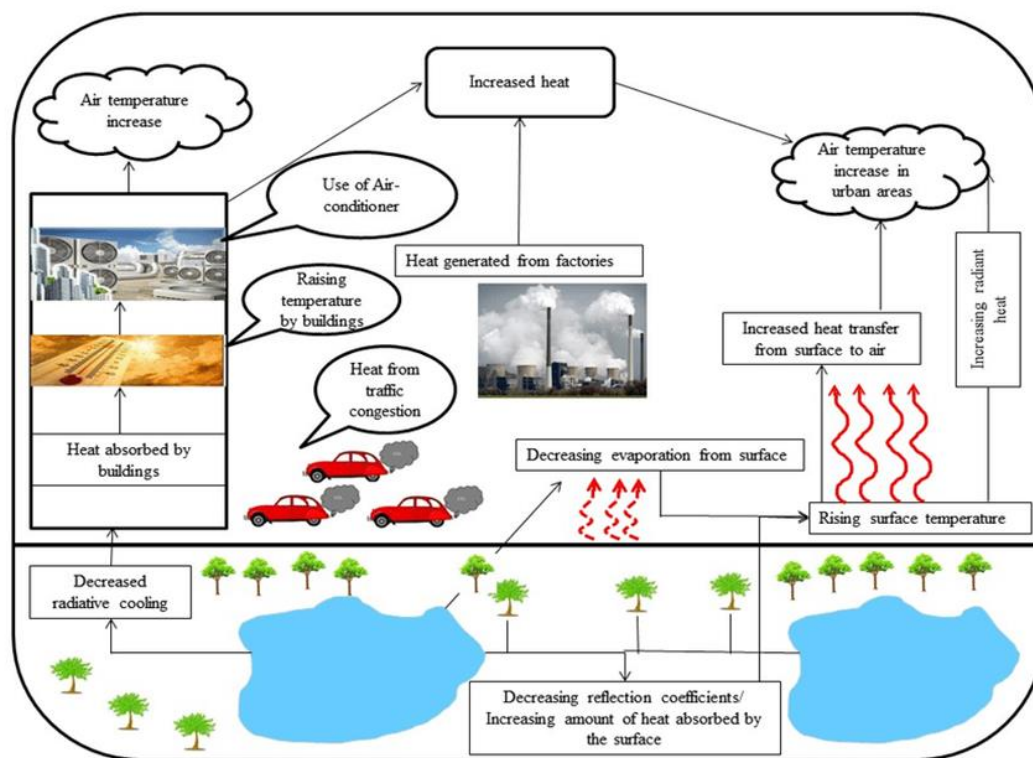 Increased heat
Air temperature
increase
Air temperature
increase in
urban areas
Use of Air-
conditioner
Heat generated from factories
Raising
temperature
by buildings
Increasing radiant
heat
Increased heat transfer
from surface to air
Heat from
traffic
congestion
Heat absorbed by
buildings
Decreasing evaporation from surface
Rising surface temperature
Decreased
radiative cooling
Decreasing reflection coefficients/
Increasing amount of heat absorbed by
the surface